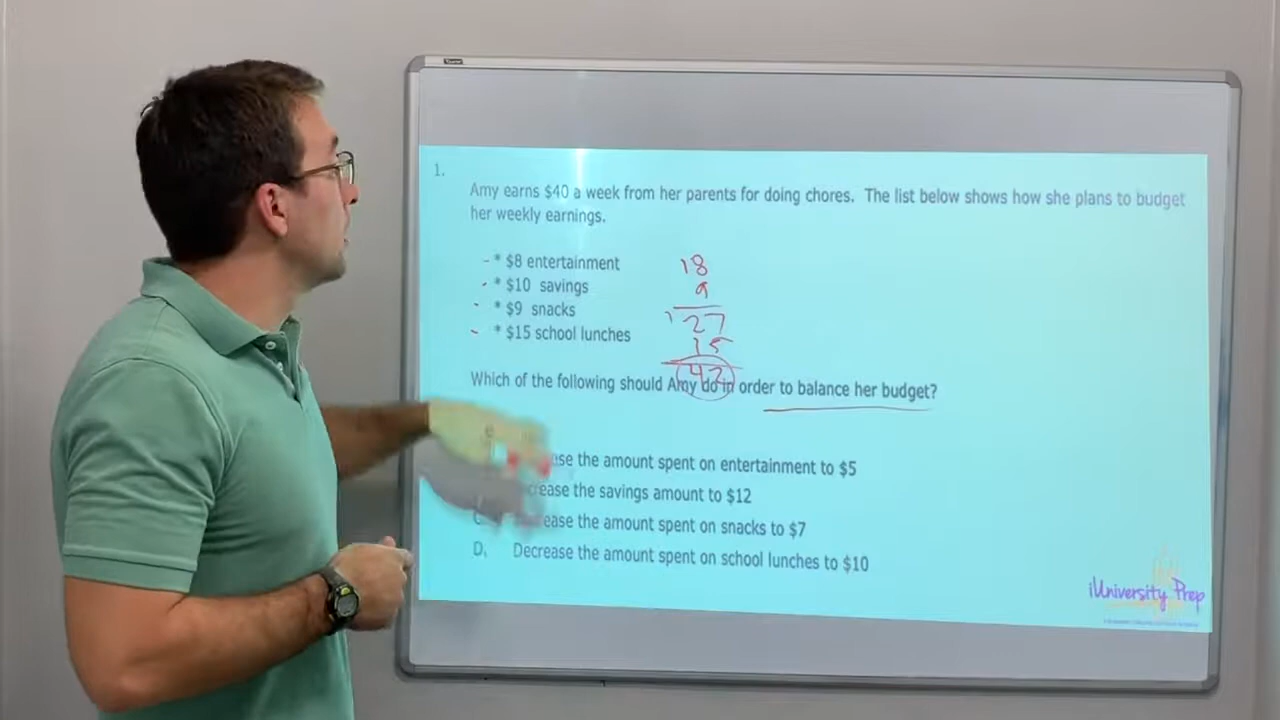 1.
Amy earns $40 a week from her parents for doing chores. The list below shows how she plans to budget
her weekly earnings.
- * $8 entertainment
- * $10 savings
- * $9 snacks
- * $15 school lunches
18
9
1 27
15
42
Which of the following should Amy do in order to balance her budget?
the amount spent on entertainment to $5
the savings amount to $12
the amount spent on snacks to $7
D. Decrease the amount spent on school lunches to $10
iUniversity Prep